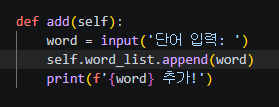 def add(self):
    word = input('단어 입력: ')
    self.word_list.append(word)
    print(f'{word} 추가!')